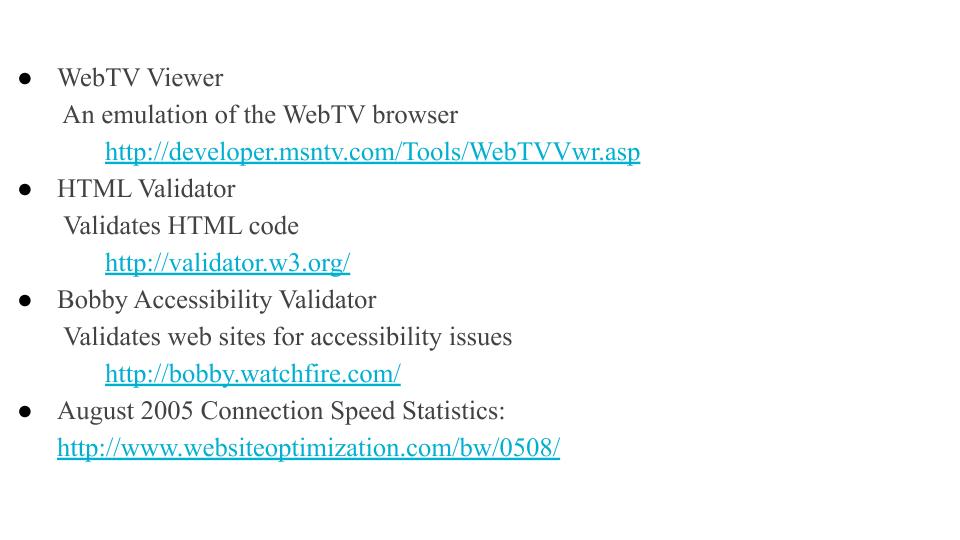 ● WebTV Viewer
An emulation of the WebTV browser
http://developer.msntv.com/Tools/WebTVVwr.asp
● HTML Validator
Validates HTML code
http://validator.w3.org/
● Bobby Accessibility Validator
Validates web sites for accessibility issues
http://bobby.watchfire.com/
● August 2005 Connection Speed Statistics:
http://www.websiteoptimization.com/bw/0508/